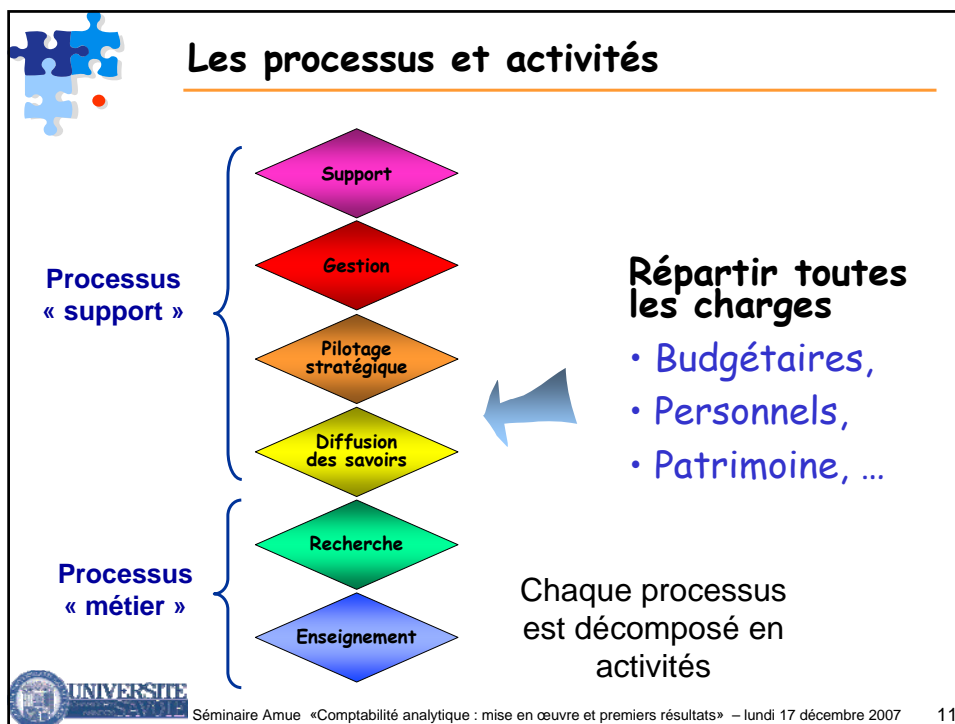 Les processus et activités
Support
Gestion
Pilotage
stratégique
Diffusion
des savoirs
Recherche
Enseignement
Processus
« support »
Processus
« métier »
Répartir toutes
les charges
• Budgétaires,
• Personnels,
• Patrimoine, …
Chaque processus
est décomposé en
activités
UNIVERSITE
Séminaire Amue «Comptabilité analytique : mise en œuvre et premiers résultats» – lundi 17 décembre 2007 11